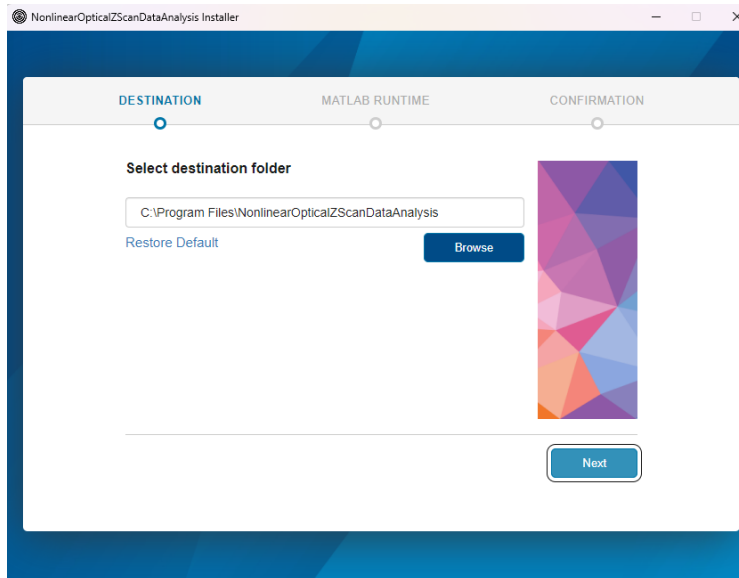 NonlinearOpticalZScanDataAnalysis Installer
DESTINATION MATLAB RUNTIME CONFIRMATION
Select destination folder
C:\Program Files\NonlinearOpticalZScanDataAnalysis
Restore Default
Browse
Next